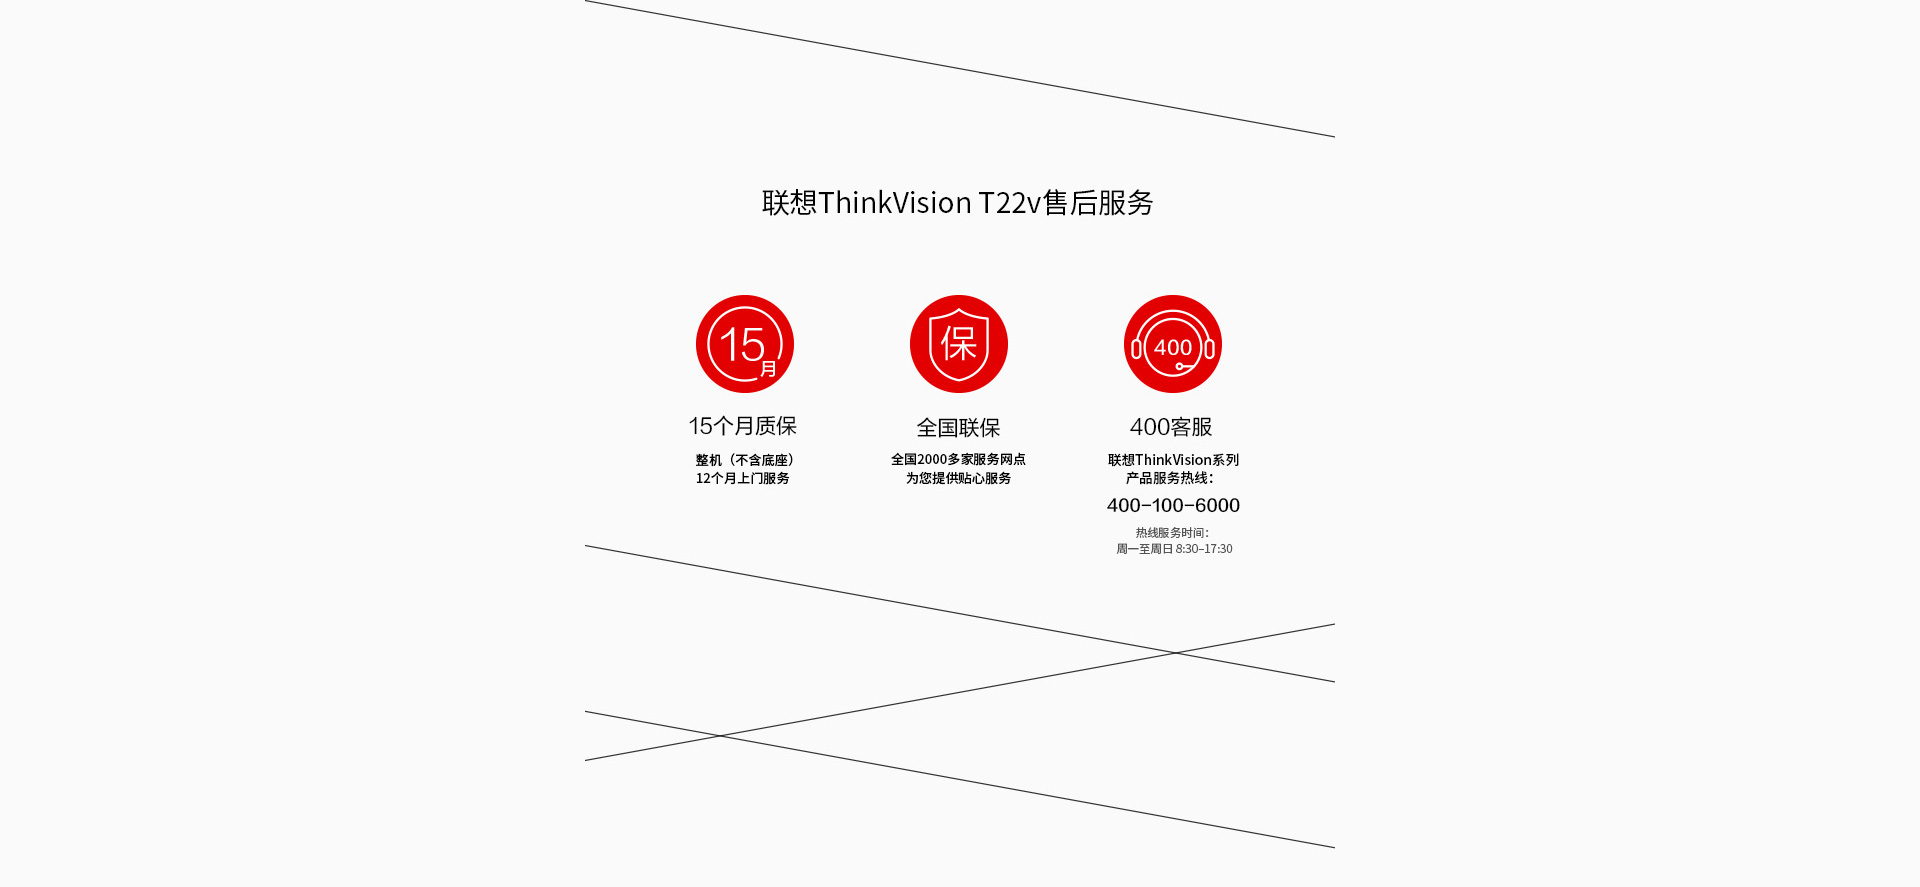 联想ThinkVision T22v售后服务
15月
保
400
15个月质保
整机（不含底座）
12个月上门服务
全国联保
全国2000多家服务网点
为您提供贴心服务
400客服
联想ThinkVision系列
产品服务热线：
400-100-6000
热线服务时间：
周一至周日 8:30-17:30